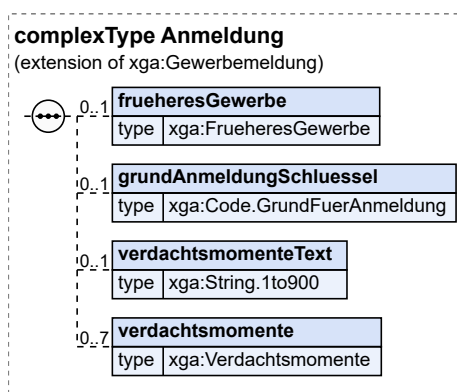 complexType Anmeldung
(extension of xga:Gewerbemeldung)
0..1 frueheresGewerbe
type xga:FrueheresGewerbe
0..1 grundAnmeldungSchluessel
type xga:Code.GrundFuerAnmeldung
0..1 verdachtsmomenteText
type xga:String.1to900
0..7 verdachtsmomente
type xga:Verdachtsmomente